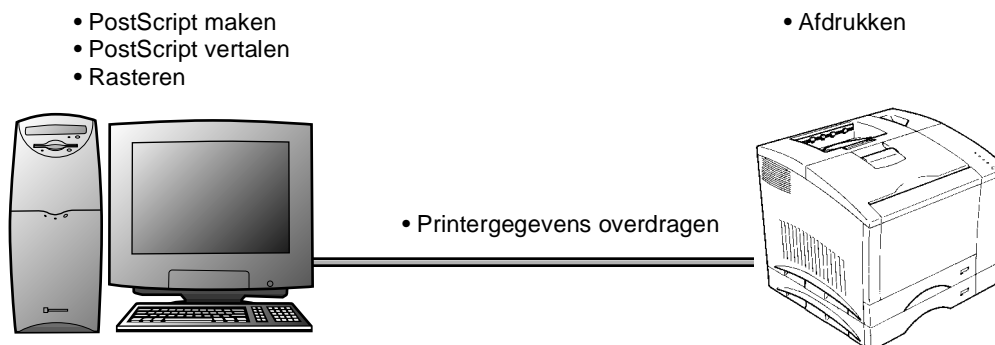 • PostScript maken
• PostScript vertalen
• Rasteren
• Afdrukken
• Printergegevens overdragen